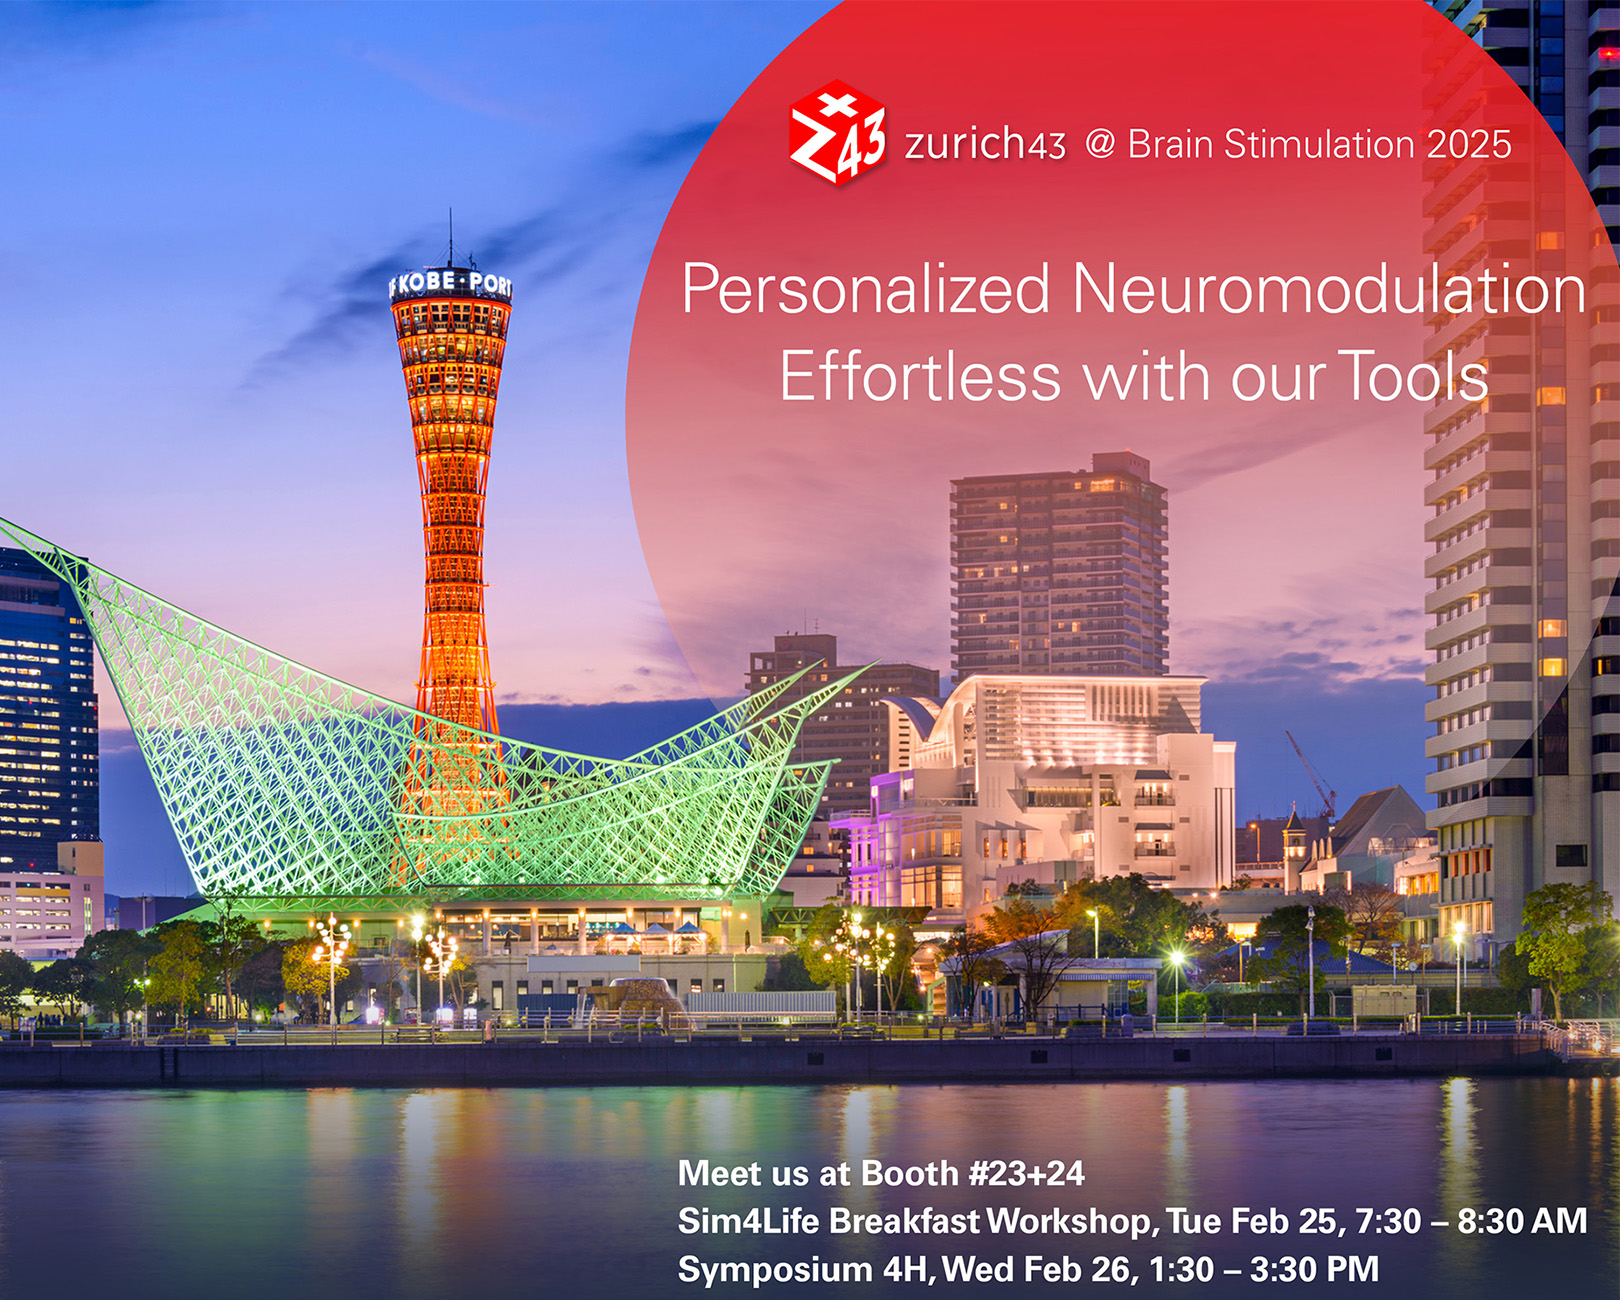 Z43 zurich43 @ Brain Stimulation 2025
Personalized Neuromodulation
Effortless with our Tools
KOBE·PORT
Meet us at Booth #23+24
Sim4Life Breakfast Workshop, Tue Feb 25, 7:30 – 8:30 AM
Symposium 4H, Wed Feb 26, 1:30 – 3:30 PM